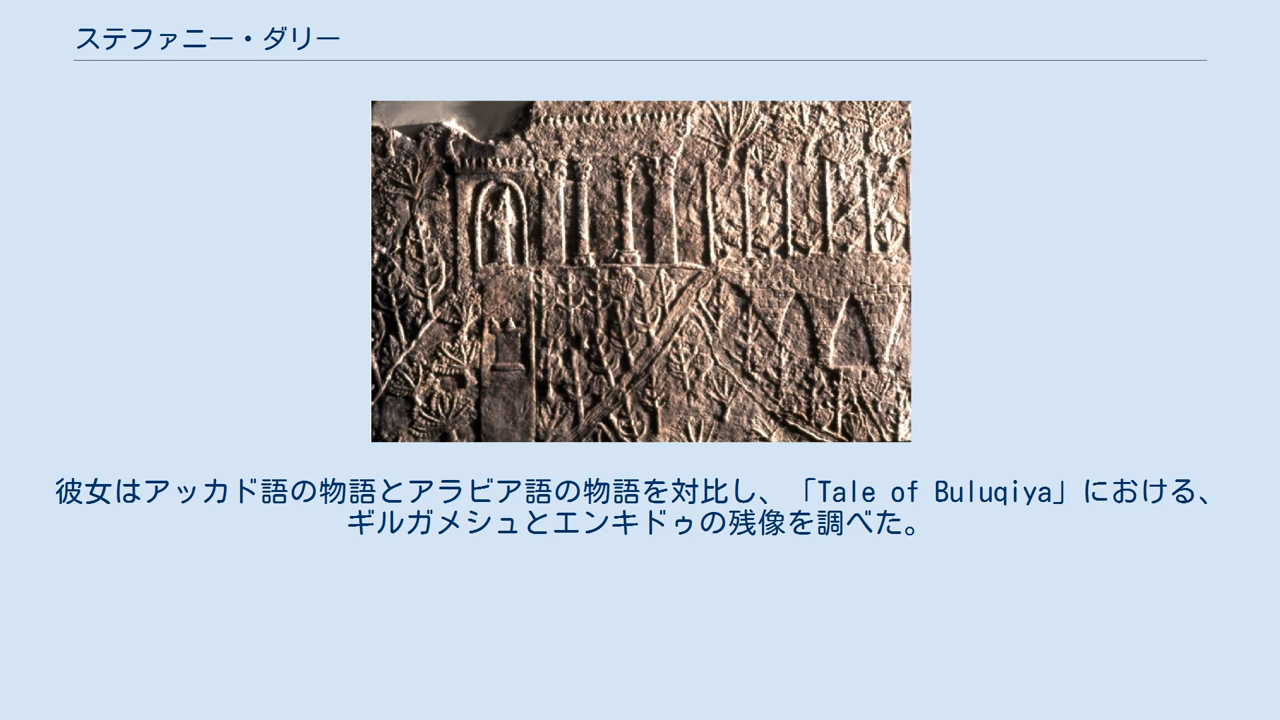 ステファニー・ダリー
彼女はアッカド語の物語とアラビア語の物語を対比し、「Tale of Buluqiya」における、
ギルガメシュとエンキドゥの残像を調べた。